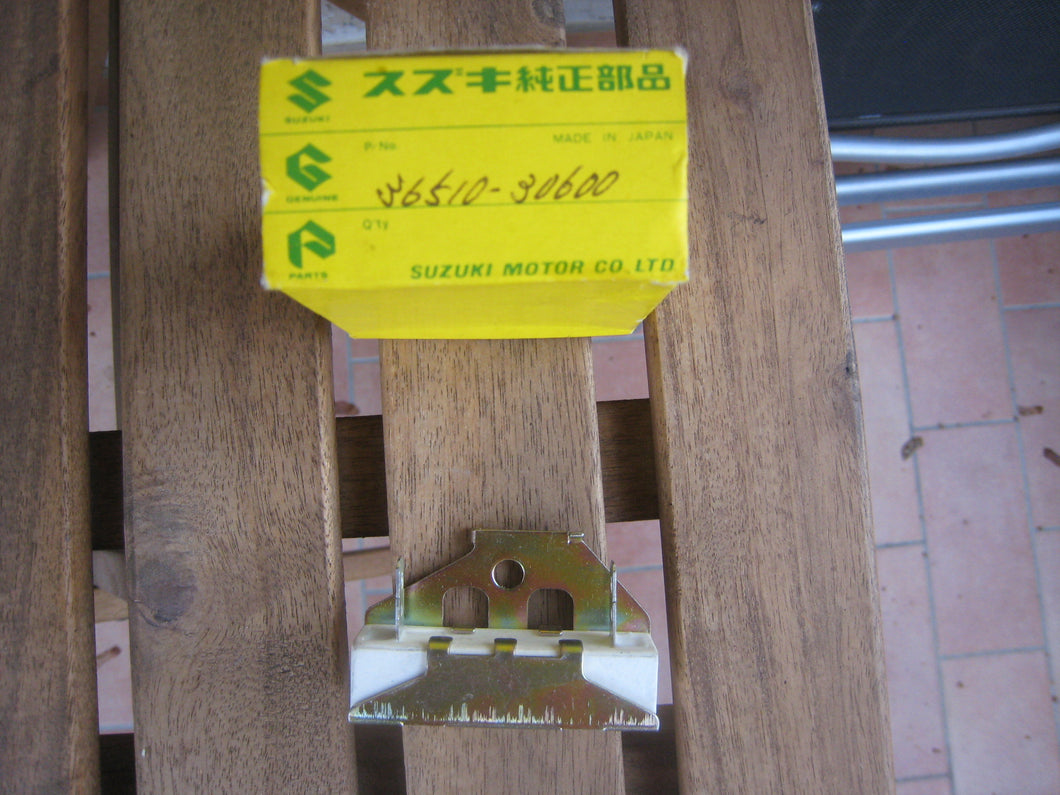 スズキ純正部品
SUZUKI
P/No
MADE IN JAPAN
36510-30600
GENUINE
Q'ty
PARTS
SUZUKI MOTOR CO., LTD.